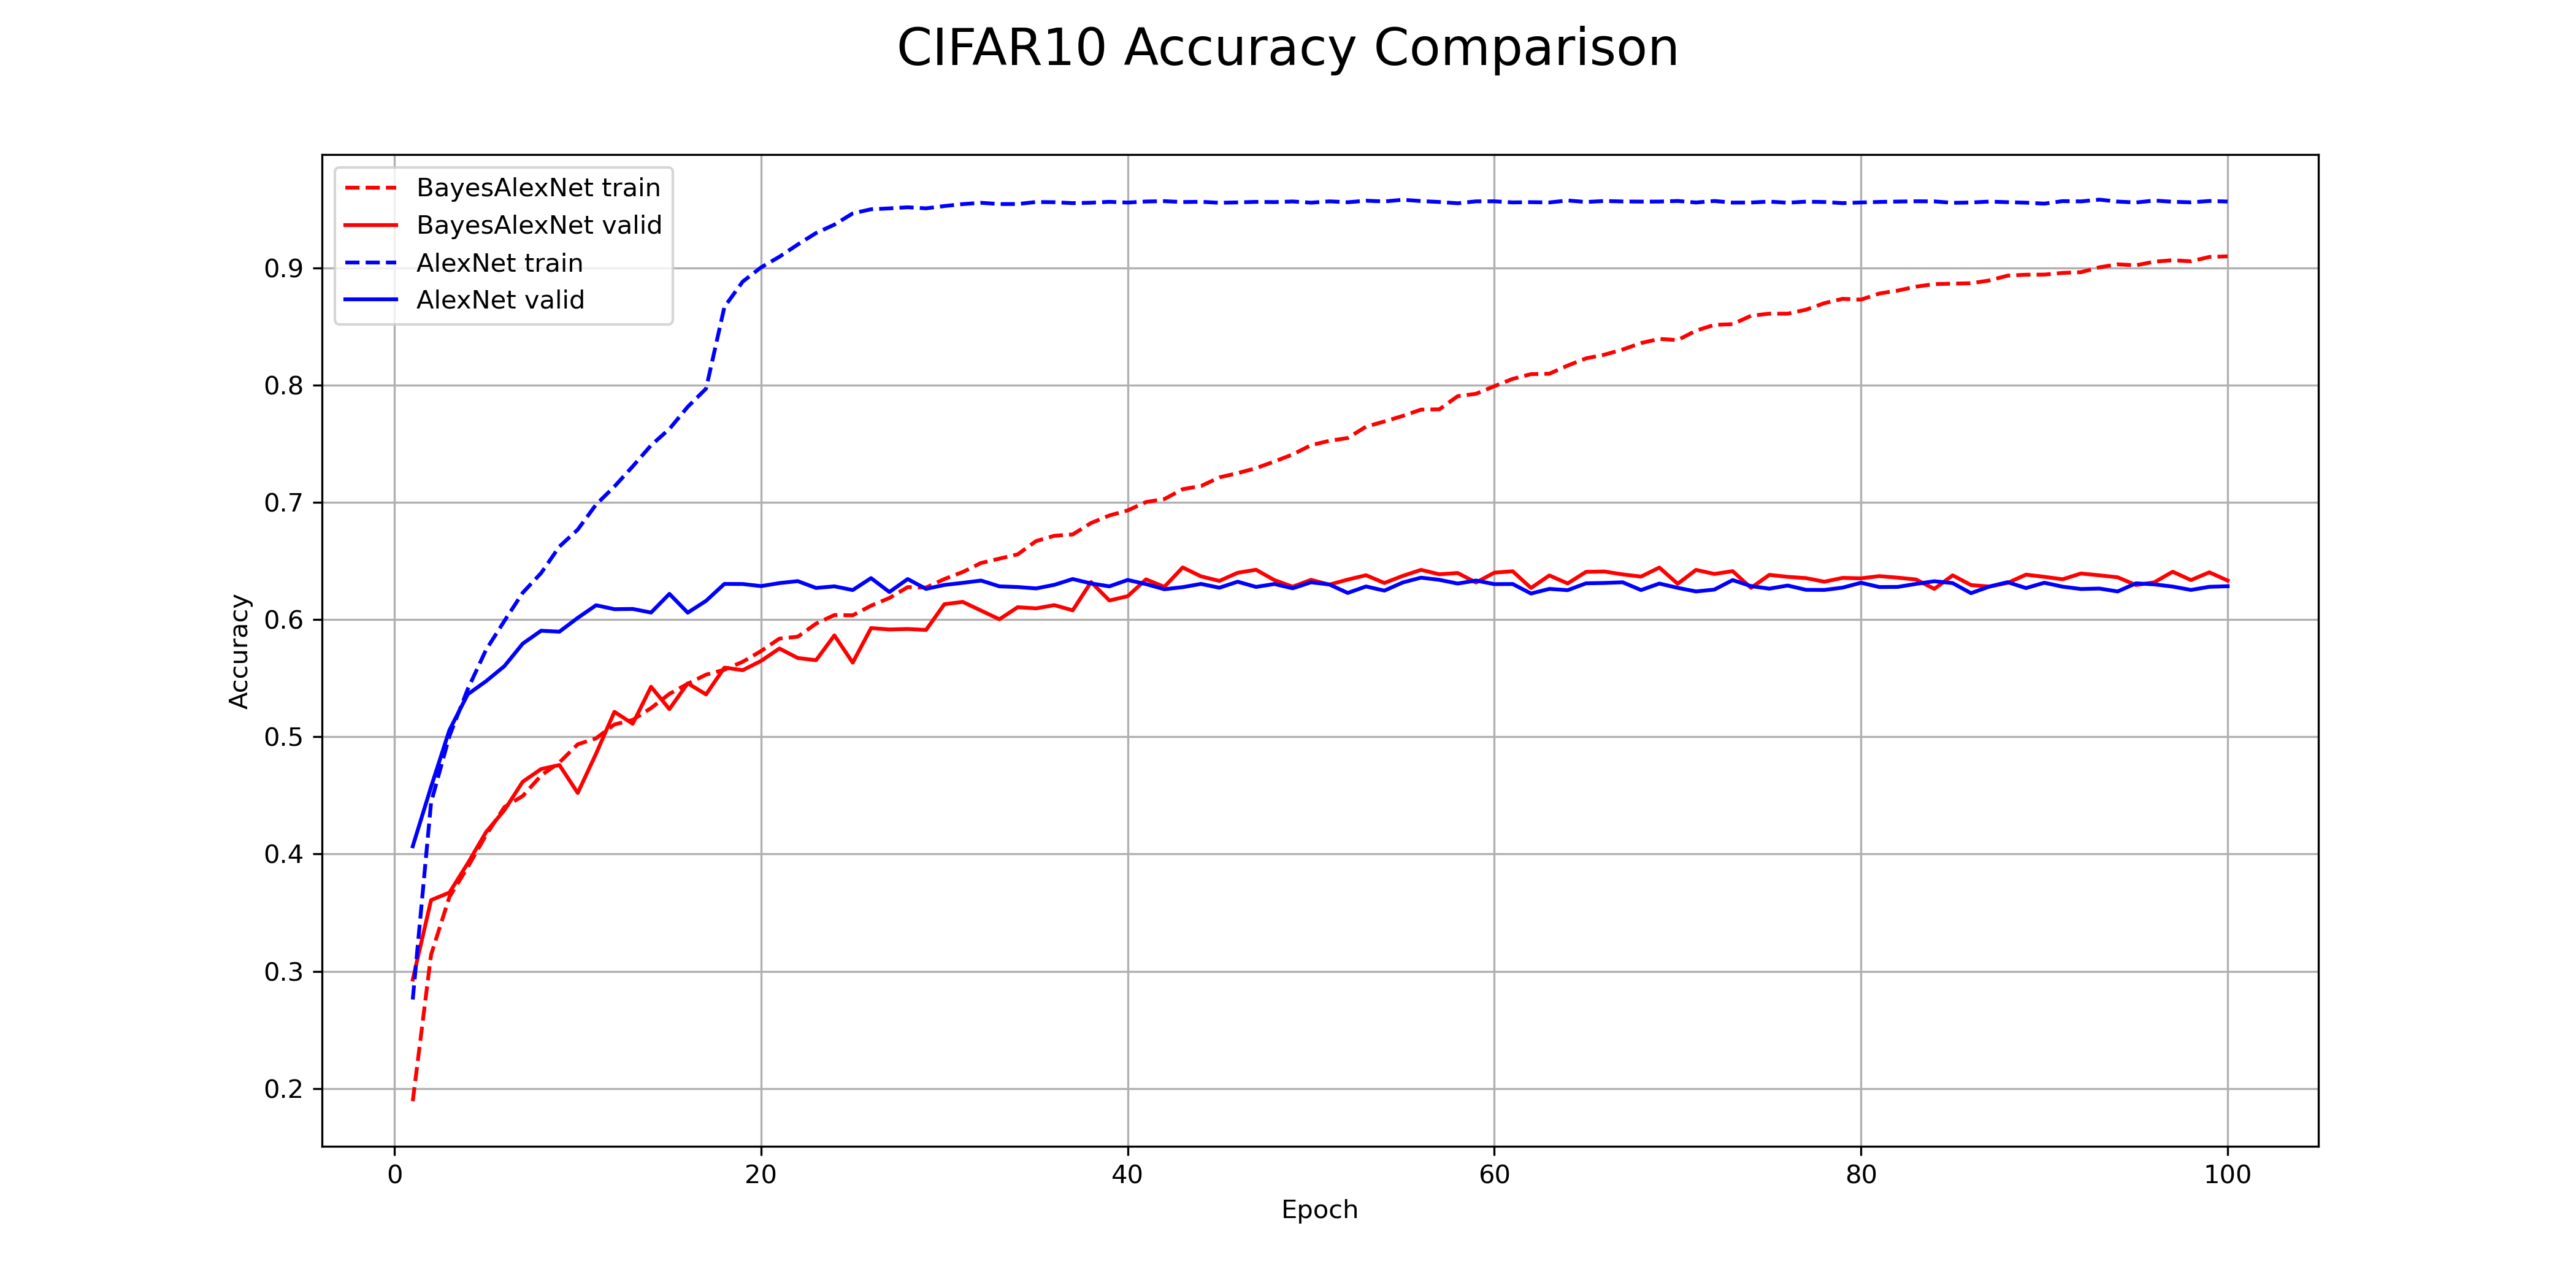 CIFAR10 Accuracy Comparison
BayesAlexNet train
BayesAlexNet valid
AlexNet train
AlexNet valid
0.9
0.8
0.7
0.6
0.5
0.4
0.3
0.2
Accuracy
0 20 40 60 80 100
Epoch